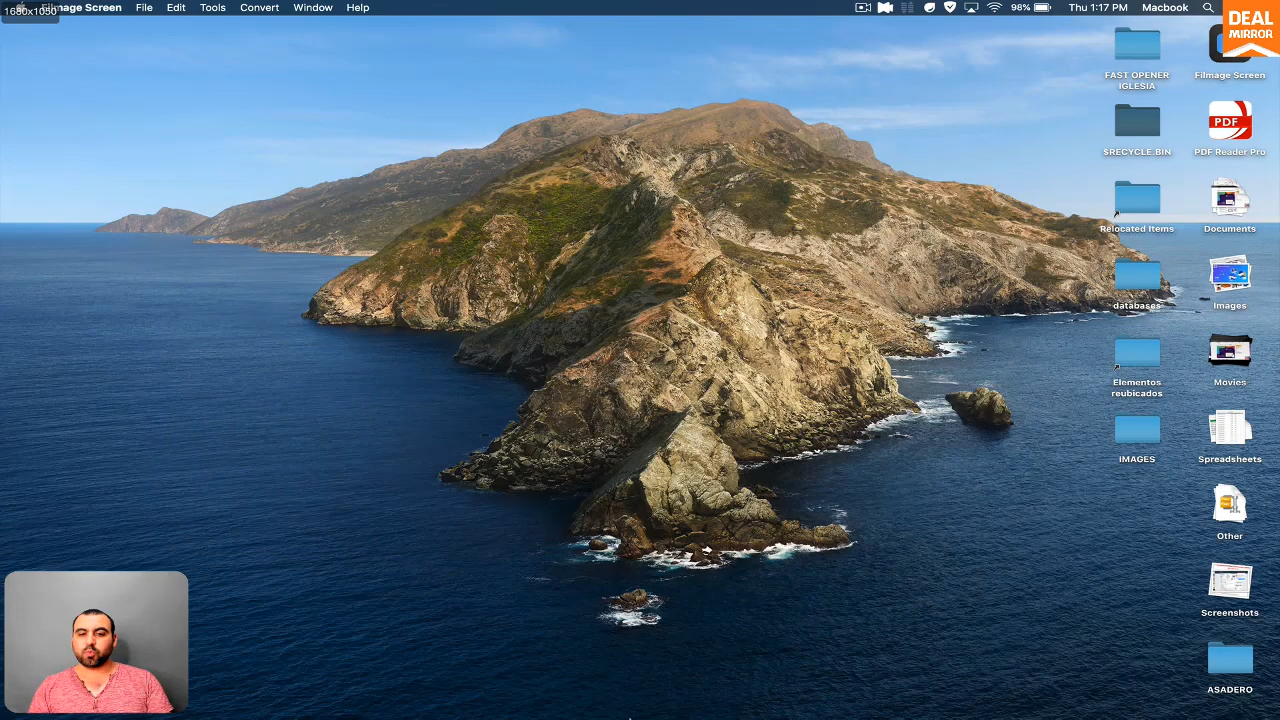 1680x1050
Filmage Screen File Edit Tools Convert Window Help
98% Thu 1:17 PM Macbook
DEAL
MIRROR
FAST OPENER
IGLESIA
Filmage Screen
$RECYCLE.BIN
PDF
PDF Reader Pro
Relocated Items
Documents
databases
Images
Elementos
reubicados
Movies
IMAGES
Spreadsheets
Other
Screenshots
ASADERO